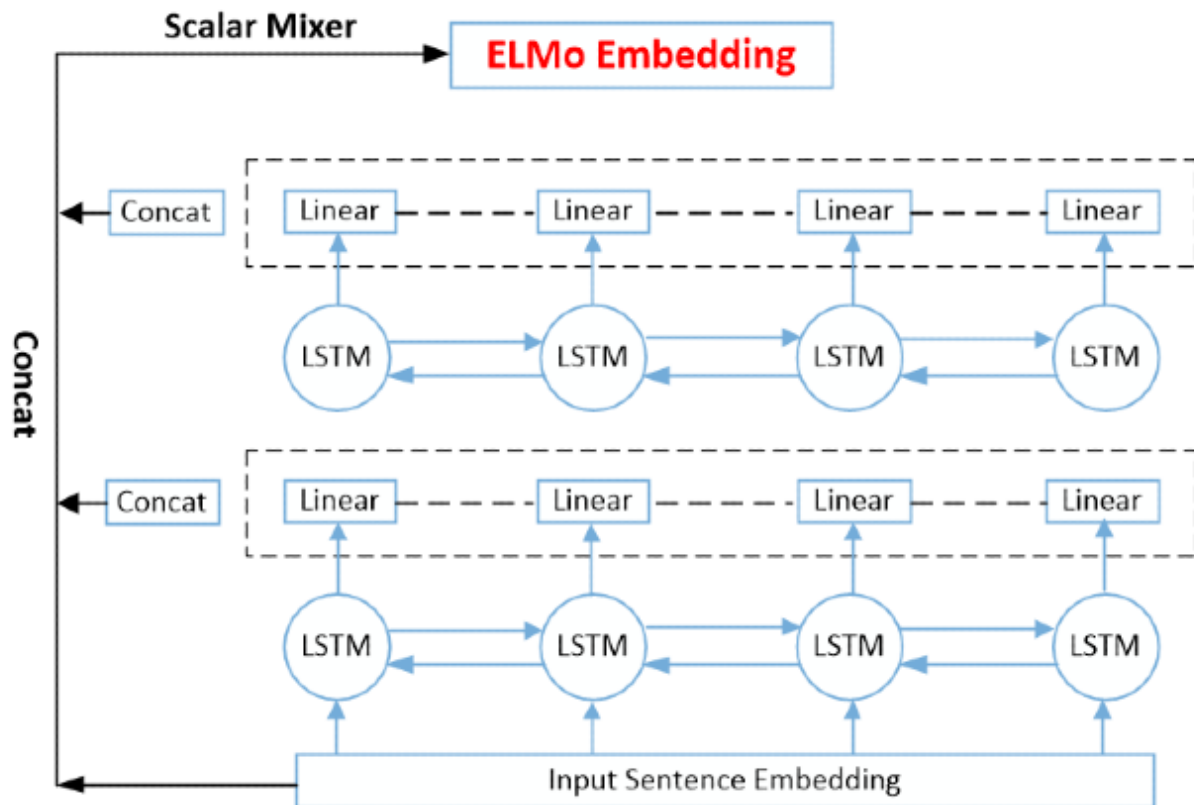 Scalar Mixer
ELMo Embedding
Concat
Linear
Linear
Linear
Linear
LSTM
LSTM
LSTM
LSTM
Concat
Concat
Linear
Linear
Linear
Linear
LSTM
LSTM
LSTM
LSTM
Input Sentence Embedding